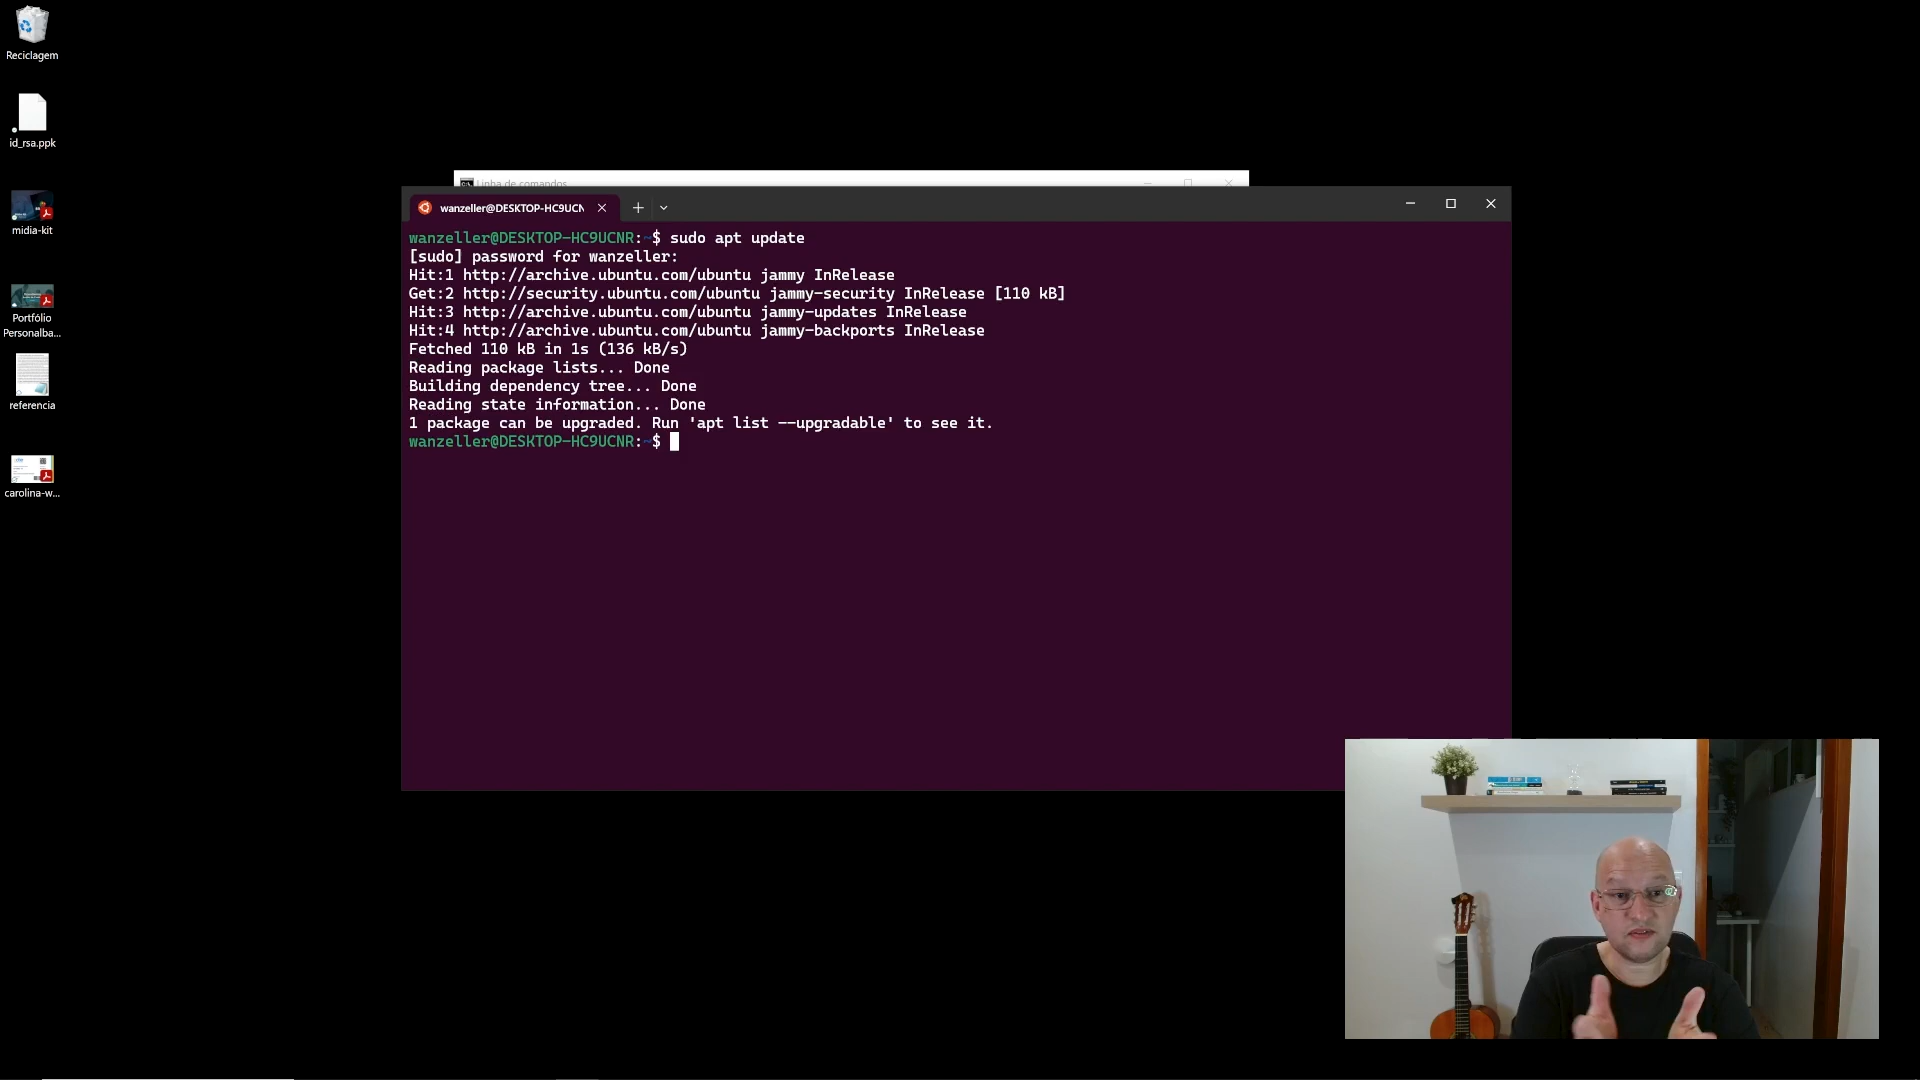 Reciclagem
id_rsa.ppk
midia-kit
Portfólio
Personalba...
referencia
carolina-w...
Linha de comandos
wanzeller@DESKTOP-HC9UCN
wanzeller@DESKTOP-HC9UCNR:~$ sudo apt update
[sudo] password for wanzeller:
Hit:1 http://archive.ubuntu.com/ubuntu jammy InRelease
Get:2 http://security.ubuntu.com/ubuntu jammy-security InRelease [110 kB]
Hit:3 http://archive.ubuntu.com/ubuntu jammy-updates InRelease
Hit:4 http://archive.ubuntu.com/ubuntu jammy-backports InRelease
Fetched 110 kB in 1s (136 kB/s)
Reading package lists... Done
Building dependency tree... Done
Reading state information... Done
1 package can be upgraded. Run 'apt list --upgradable' to see it.
wanzeller@DESKTOP-HC9UCNR:~$